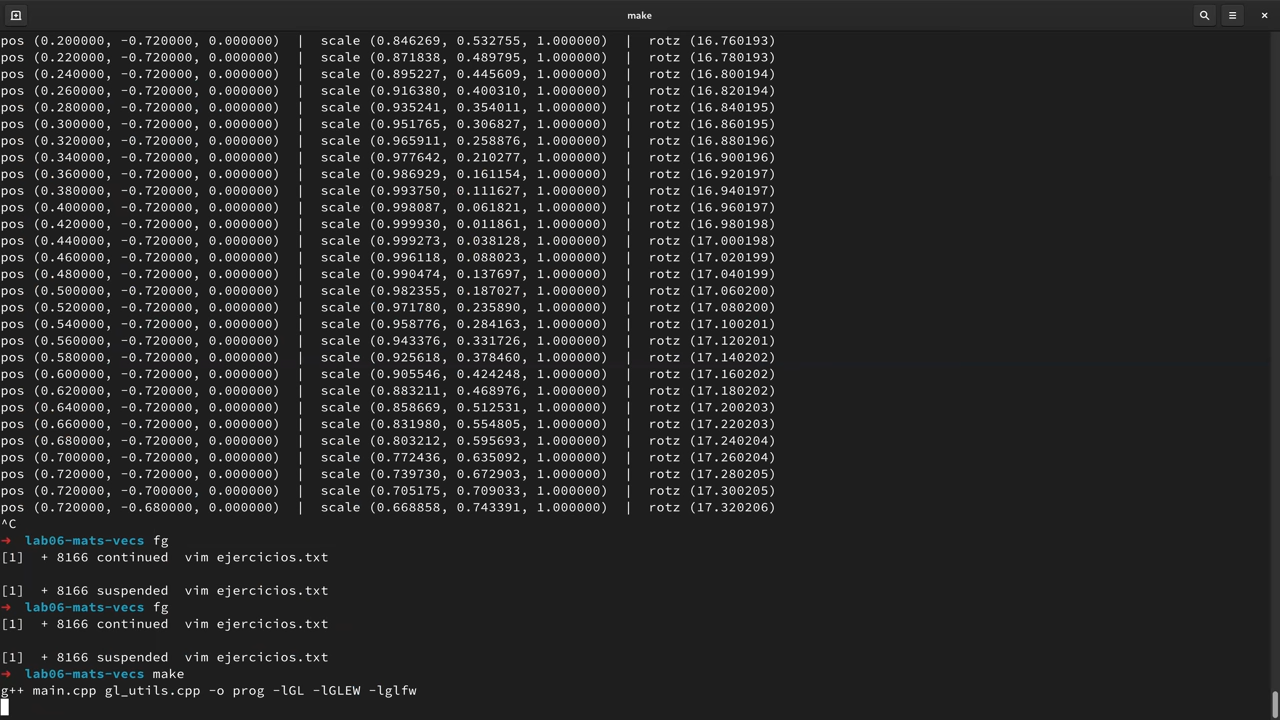 make
pos (0.200000, -0.720000, 0.000000)  |  scale (0.846269, 0.532755, 1.000000)  |  rotz (16.760193)
pos (0.220000, -0.720000, 0.000000)  |  scale (0.871838, 0.489795, 1.000000)  |  rotz (16.780193)
pos (0.240000, -0.720000, 0.000000)  |  scale (0.895227, 0.445609, 1.000000)  |  rotz (16.800194)
pos (0.260000, -0.720000, 0.000000)  |  scale (0.916380, 0.400310, 1.000000)  |  rotz (16.820194)
pos (0.280000, -0.720000, 0.000000)  |  scale (0.935241, 0.354011, 1.000000)  |  rotz (16.840195)
pos (0.300000, -0.720000, 0.000000)  |  scale (0.951765, 0.306827, 1.000000)  |  rotz (16.860195)
pos (0.320000, -0.720000, 0.000000)  |  scale (0.965911, 0.258876, 1.000000)  |  rotz (16.880196)
pos (0.340000, -0.720000, 0.000000)  |  scale (0.977642, 0.210277, 1.000000)  |  rotz (16.900196)
pos (0.360000, -0.720000, 0.000000)  |  scale (0.986929, 0.161154, 1.000000)  |  rotz (16.920197)
pos (0.380000, -0.720000, 0.000000)  |  scale (0.993750, 0.111627, 1.000000)  |  rotz (16.940197)
pos (0.400000, -0.720000, 0.000000)  |  scale (0.998087, 0.061821, 1.000000)  |  rotz (16.960197)
pos (0.420000, -0.720000, 0.000000)  |  scale (0.999930, 0.011861, 1.000000)  |  rotz (16.980198)
pos (0.440000, -0.720000, 0.000000)  |  scale (0.999273, 0.038128, 1.000000)  |  rotz (17.000198)
pos (0.460000, -0.720000, 0.000000)  |  scale (0.996118, 0.088023, 1.000000)  |  rotz (17.020199)
pos (0.480000, -0.720000, 0.000000)  |  scale (0.990474, 0.137697, 1.000000)  |  rotz (17.040199)
pos (0.500000, -0.720000, 0.000000)  |  scale (0.982355, 0.187027, 1.000000)  |  rotz (17.060200)
pos (0.520000, -0.720000, 0.000000)  |  scale (0.971780, 0.235890, 1.000000)  |  rotz (17.080200)
pos (0.540000, -0.720000, 0.000000)  |  scale (0.958776, 0.284163, 1.000000)  |  rotz (17.100201)
pos (0.560000, -0.720000, 0.000000)  |  scale (0.943376, 0.331726, 1.000000)  |  rotz (17.120201)
pos (0.580000, -0.720000, 0.000000)  |  scale (0.925618, 0.378460, 1.000000)  |  rotz (17.140202)
pos (0.600000, -0.720000, 0.000000)  |  scale (0.905546, 0.424248, 1.000000)  |  rotz (17.160202)
pos (0.620000, -0.720000, 0.000000)  |  scale (0.883211, 0.468976, 1.000000)  |  rotz (17.180202)
pos (0.640000, -0.720000, 0.000000)  |  scale (0.858669, 0.512531, 1.000000)  |  rotz (17.200203)
pos (0.660000, -0.720000, 0.000000)  |  scale (0.831980, 0.554805, 1.000000)  |  rotz (17.220203)
pos (0.680000, -0.720000, 0.000000)  |  scale (0.803212, 0.595693, 1.000000)  |  rotz (17.240204)
pos (0.700000, -0.720000, 0.000000)  |  scale (0.772436, 0.635092, 1.000000)  |  rotz (17.260204)
pos (0.720000, -0.720000, 0.000000)  |  scale (0.739730, 0.672903, 1.000000)  |  rotz (17.280205)
pos (0.720000, -0.700000, 0.000000)  |  scale (0.705175, 0.709033, 1.000000)  |  rotz (17.300205)
pos (0.720000, -0.680000, 0.000000)  |  scale (0.668858, 0.743391, 1.000000)  |  rotz (17.320206)
^C
→ lab06-mats-vecs fg
[1]  + 8166 continued  vim ejercicios.txt
[1]  + 8166 suspended  vim ejercicios.txt
→ lab06-mats-vecs fg
[1]  + 8166 continued  vim ejercicios.txt
[1]  + 8166 suspended  vim ejercicios.txt
→ lab06-mats-vecs make
g++ main.cpp gl_utils.cpp -o prog -lGL -lGLEW -lglfw